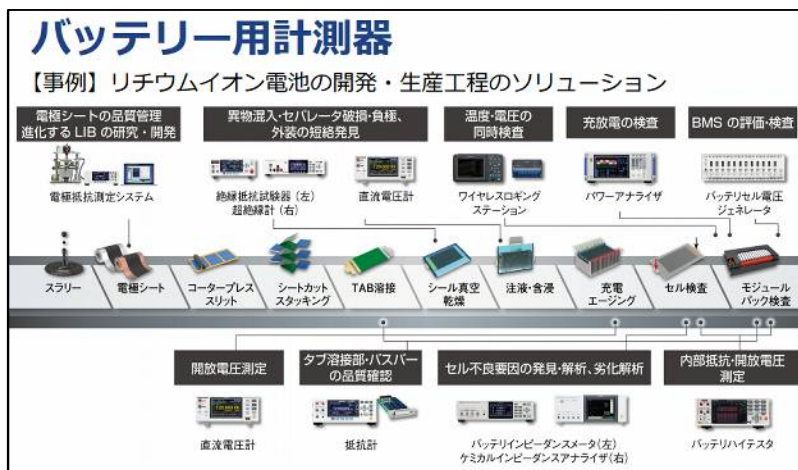 バッテリー用計測器
【事例】リチウムイオン電池の開発・生産工程のソリューション
電極シートの品質管理
進化するLIBの研究・開発
電極抵抗測定システム
異物混入・セパレータ破損・負極、
外装の短絡発見
絶縁抵抗試験器(左)
超絶縁計(右)
直流電圧計
温度・電圧の
同時検査
ワイヤレスロギング
ステーション
充放電の検査
パワーアナライザ
BMSの評価・検査
バッテリセル電圧
ジェネレータ
スラリー
電極シート
コータープレス
スリット
シートカット
スタッキング
TAB溶接
シール真空
乾燥
注液・含浸
充電
エージング
セル検査
モジュール
パック検査
開放電圧測定
直流電圧計
タブ溶接部・バスバー
の品質確認
抵抗計
セル不良要因の発見・解析、劣化解析
バッテリインピーダンスメータ(左)
ケミカルインピーダンスアナライザ(右)
内部抵抗・開放電圧
測定
バッテリハイテスタ